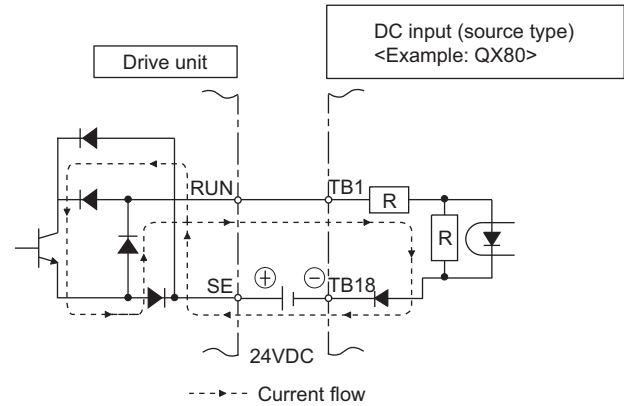 Drive unit
DC input (source type)
<Example: QX80>
RUN
TB1
R
R
SE
+
−
TB18
24VDC
Current flow